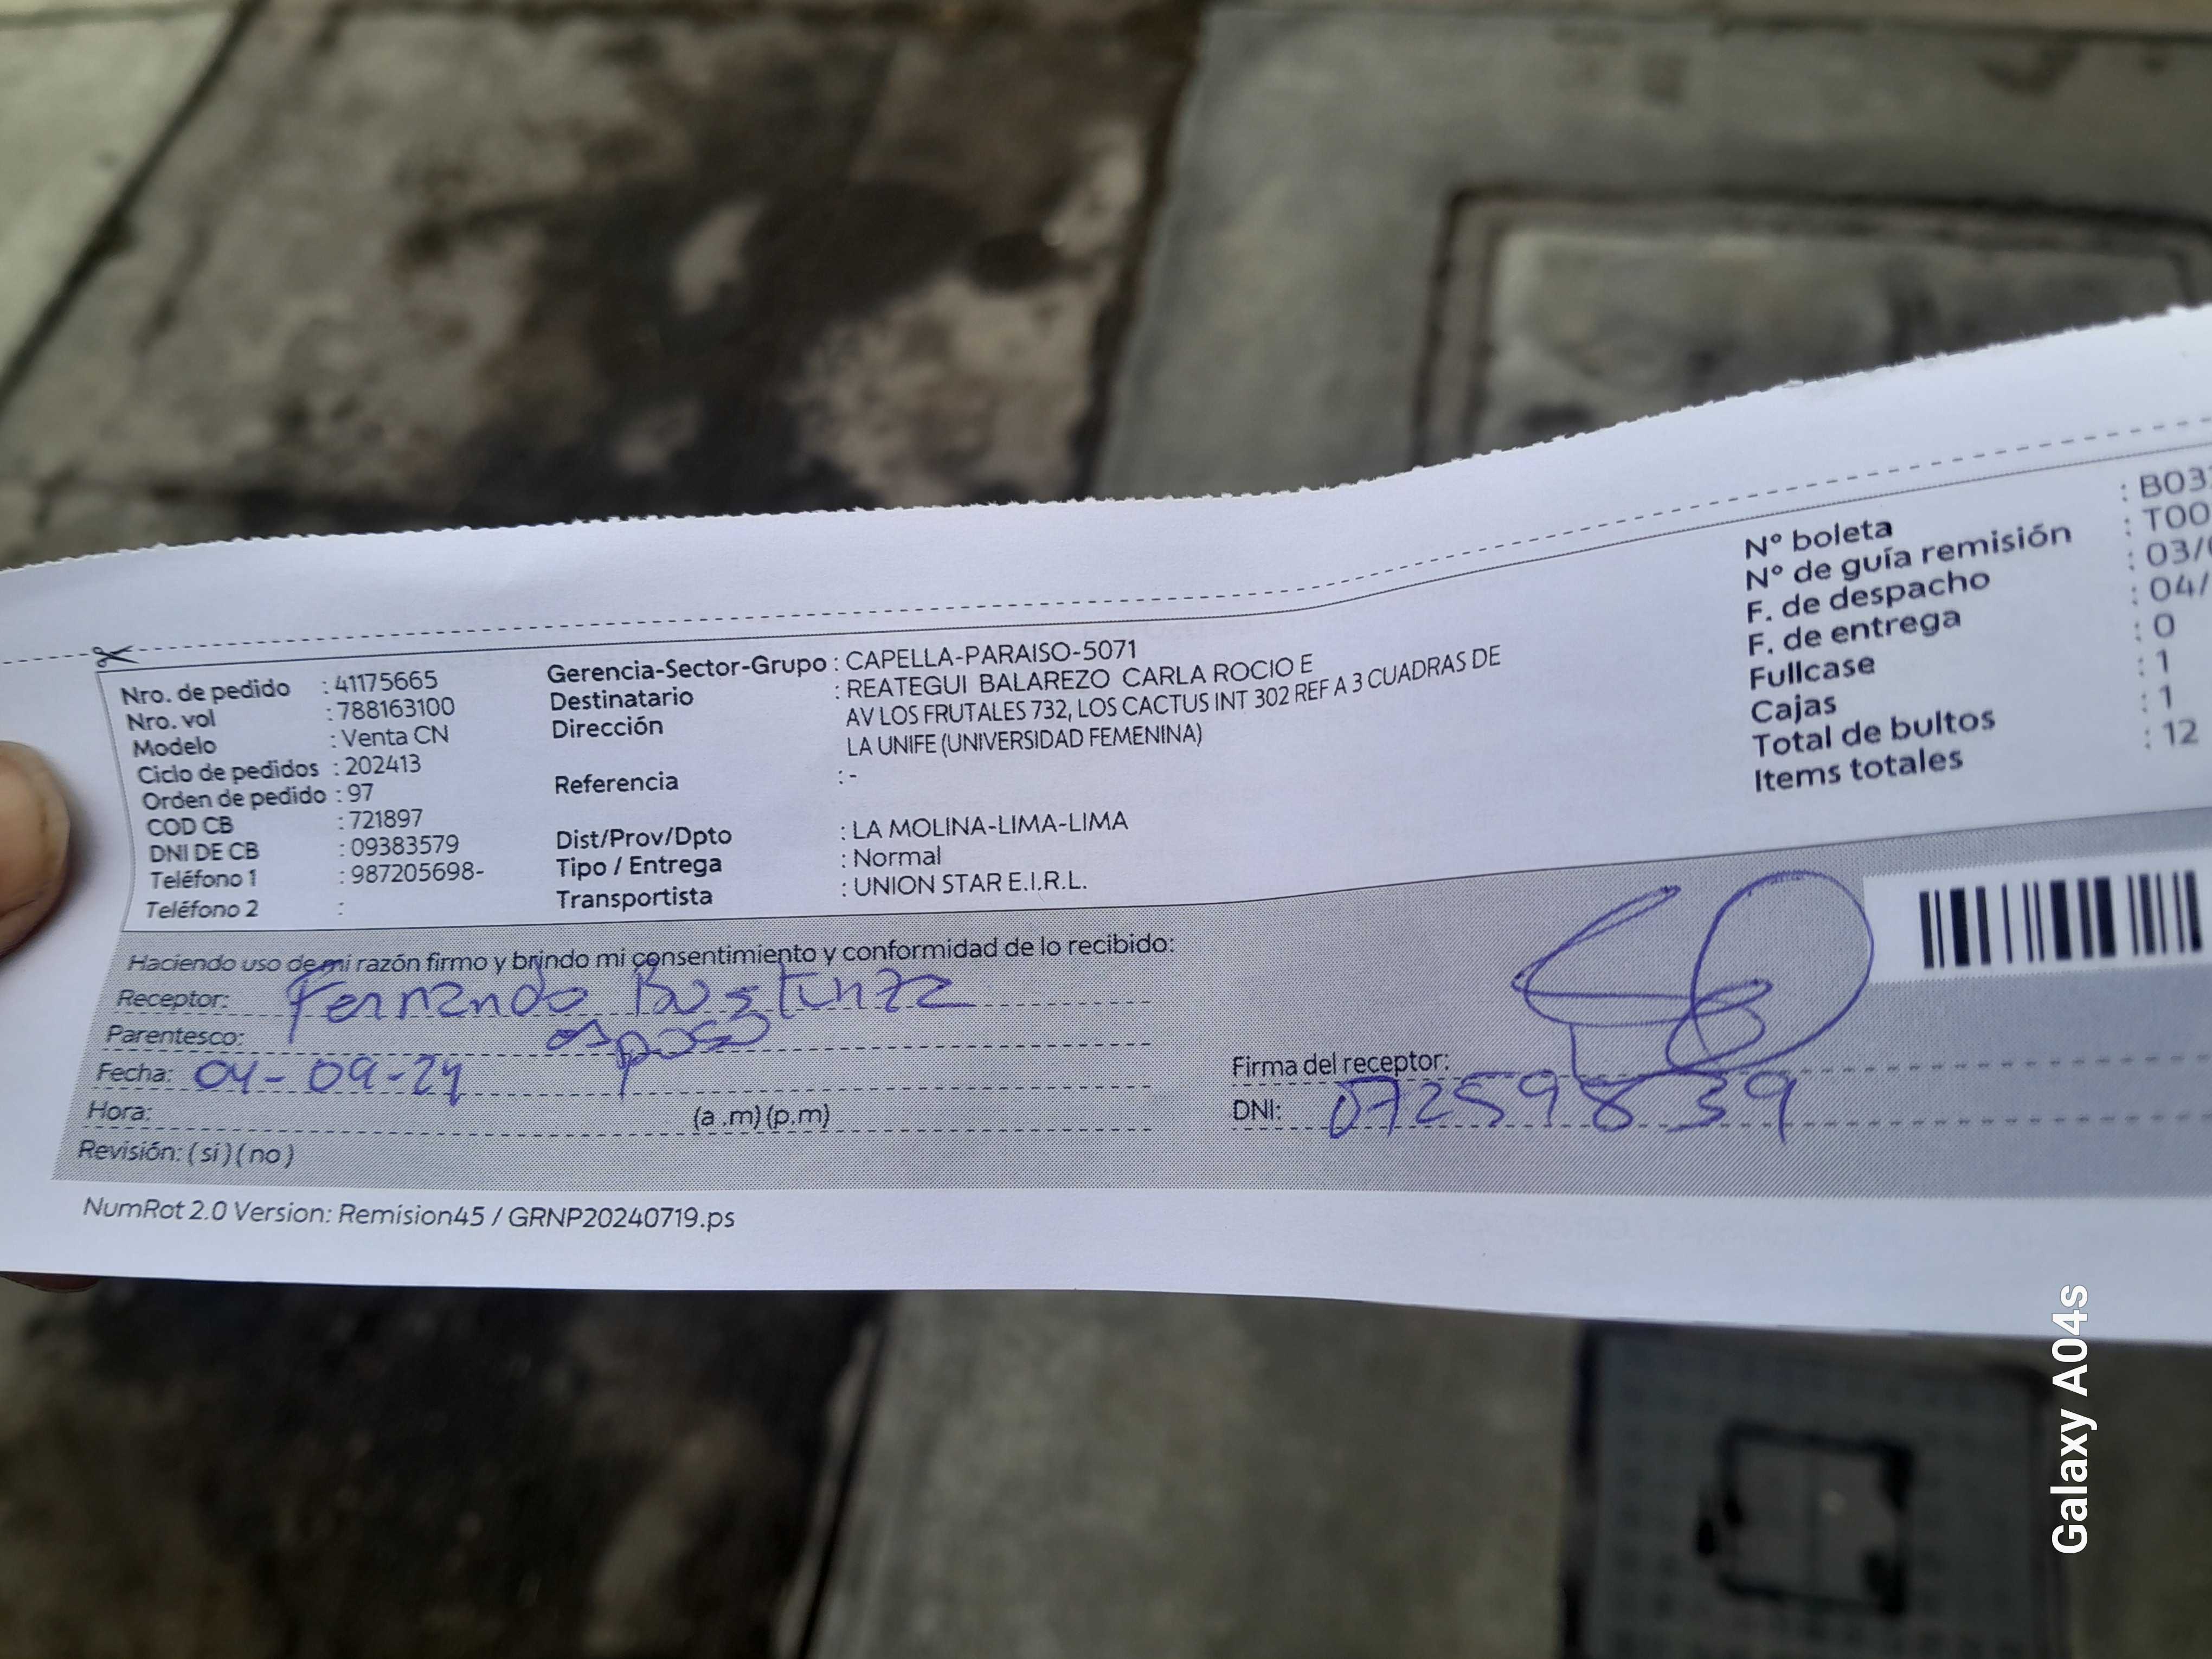 Nro. de pedido : 41175665
Nro. vol : 788163100
Modelo : Venta CN
Ciclo de pedidos : 202413
Orden de pedido : 97
COD CB : 721897
DNI DE CB : 09383579
Teléfono 1 : 987205698-
Teléfono 2 :
Gerencia-Sector-Grupo : CAPELLA-PARAISO-5071
Destinatario : REATEGUI BALAREZO CARLA ROCIO E
Dirección AV LOS FRUTALES 732, LOS CACTUS INT 302 REF A 3 CUADRAS DE
LA UNIFE (UNIVERSIDAD FEMENINA)
Referencia : -
Dist/Prov/Dpto : LA MOLINA-LIMA-LIMA
Tipo / Entrega : Normal
Transportista : UNION STAR E.I.R.L.
N° boleta : B03
N° de guía remisión : T00
F. de despacho : 03/
F. de entrega : 04/
Fullcase : 0
Cajas : 1
Total de bultos : 1
Items totales : 12
Haciendo uso de mi razón firmo y brindo mi consentimiento y conformidad de lo recibido:
Receptor: Fernando Bustinza
Parentesco: esposo
Fecha: 04-09-24
Hora: (a .m) (p.m)
Revisión: ( si ) ( no )
Firma del receptor:
DNI: 07259839
NumRot 2.0 Version: Remision45 / GRNP20240719.ps
Galaxy A04s